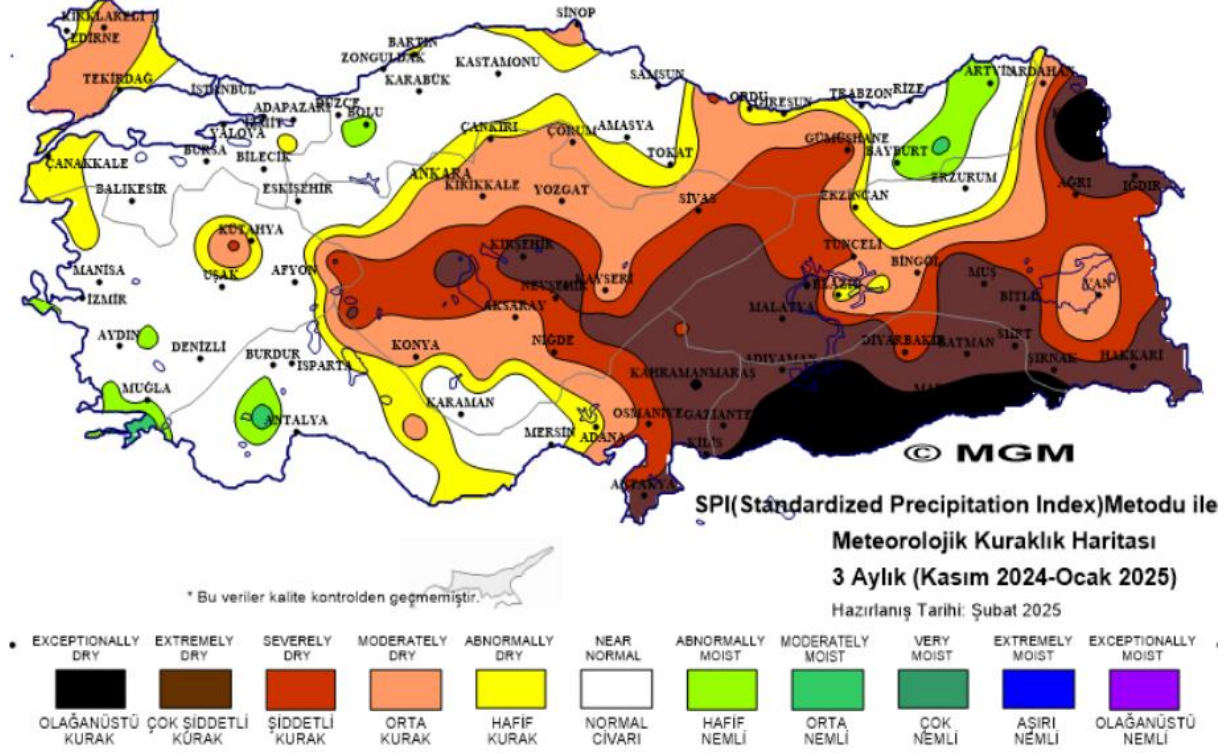 KIRKLARELİ
SİNOP
EDİRNE
BARTIN
ZONGULDAK
KASTAMONU
TEKİRDAĞ
KARABÜK
SAMSUN
ARTVİN
ARDAHAN
İSTANBUL
DÜZCE
ORDU
GİRESUN
TRABZON
RİZE
ADAPAZARI
BOLU
YALOVA
ÇANKIRI
ÇORUM
AMASYA
GÜMÜŞHANE
BURSA
BİLECİK
TOKAT
BAYBURT
ÇANAKKALE
ANKARA
ERZURUM
AĞRI
IĞDIR
BALIKESİR
ESKİŞEHİR
KIRIKKALE
YOZGAT
SİVAS
ERZİNCAN
KÜTAHYA
KIRŞEHİR
TUNCELİ
MANİSA
UŞAK
AFYON
KAYSERİ
BİNGÖL
MUŞ
İZMİR
NEVŞEHİR
ELAZIĞ
BİTLİS
VAN
AKSARAY
MALATYA
AYDIN
DENİZLİ
KONYA
NİĞDE
DİYARBAKIR
BATMAN
SİİRT
BURDUR
ISPARTA
ADIYAMAN
ŞIRNAK
HAKKARİ
MUĞLA
KAHRAMANMARAŞ
KARAMAN
ANTALYA
MERSİN
ADANA
OSMANİYE
GAZİANTE
KİLİS
ANTAKYA
© MGM
SPI(Standardized Precipitation Index)Metodu ile
Meteorolojik Kuraklık Haritası
3 Aylık (Kasım 2024-Ocak 2025)
Hazırlanış Tarihi: Şubat 2025
* Bu veriler kalite kontrolden geçmemiştir.
EXCEPTIONALLY DRY
EXTREMELY DRY
SEVERELY DRY
MODERATELY DRY
ABNORMALLY DRY
NEAR NORMAL
ABNORMALLY MOIST
MODERATELY MOIST
VERY MOIST
EXTREMELY MOIST
EXCEPTIONALLY MOIST
OLAĞANÜSTÜ KURAK
ÇOK ŞİDDETLİ KURAK
ŞİDDETLİ KURAK
ORTA KURAK
HAFİF KURAK
NORMAL CİVARI
HAFİF NEMLİ
ORTA NEMLİ
ÇOK NEMLİ
AŞIRI NEMLİ
OLAĞANÜSTÜ NEMLİ